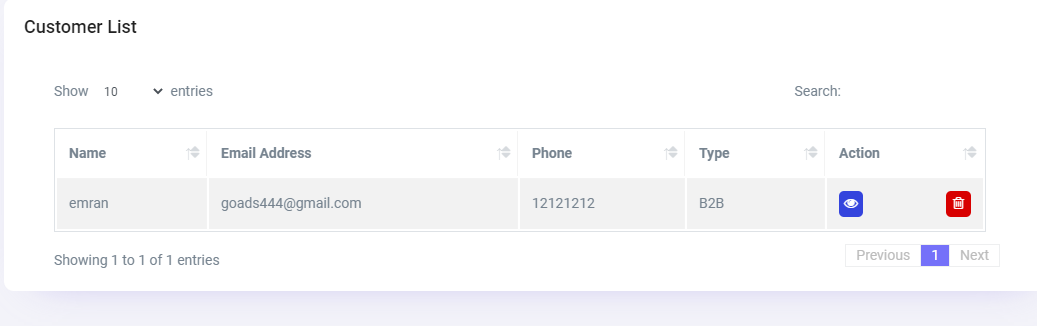 Customer List
Show 10 entries Search:
Name Email Address Phone Type Action
emran goads444@gmail.com 12121212 B2B
Showing 1 to 1 of 1 entries Previous 1 Next